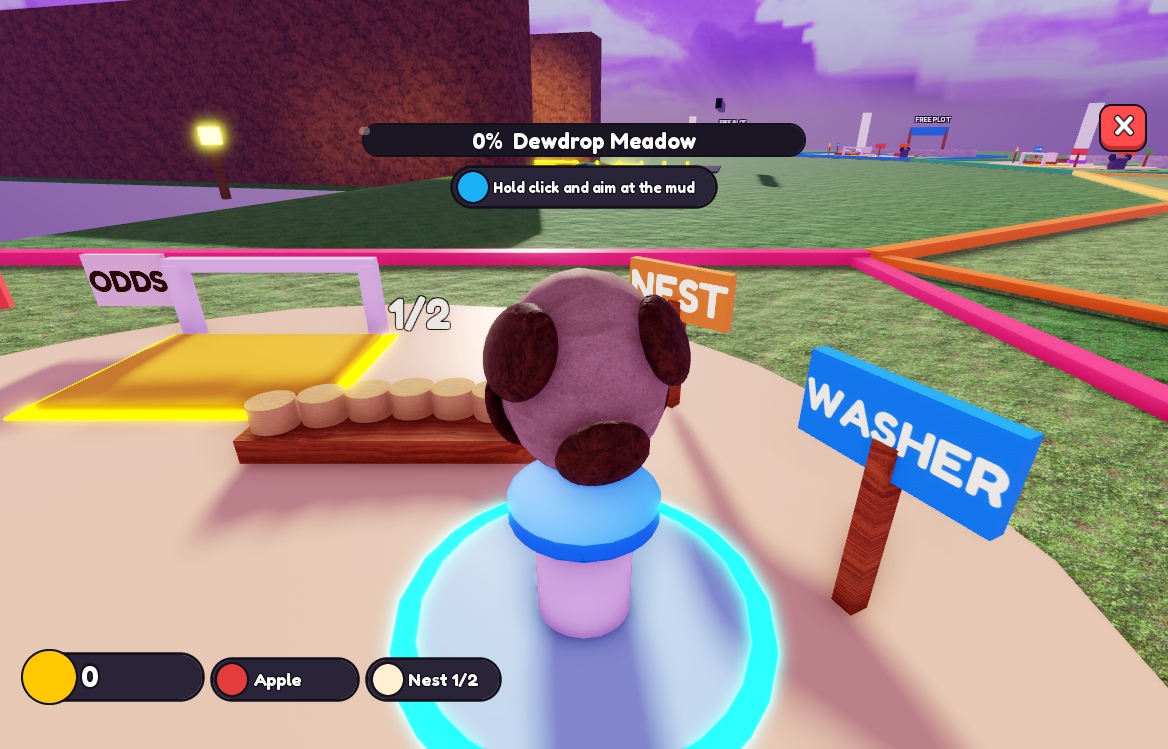 FREE PLOT
0% Dewdrop Meadow
Hold click and aim at the mud
ODDS
NEST
1/2
WASHER
0
Apple
Nest 1/2